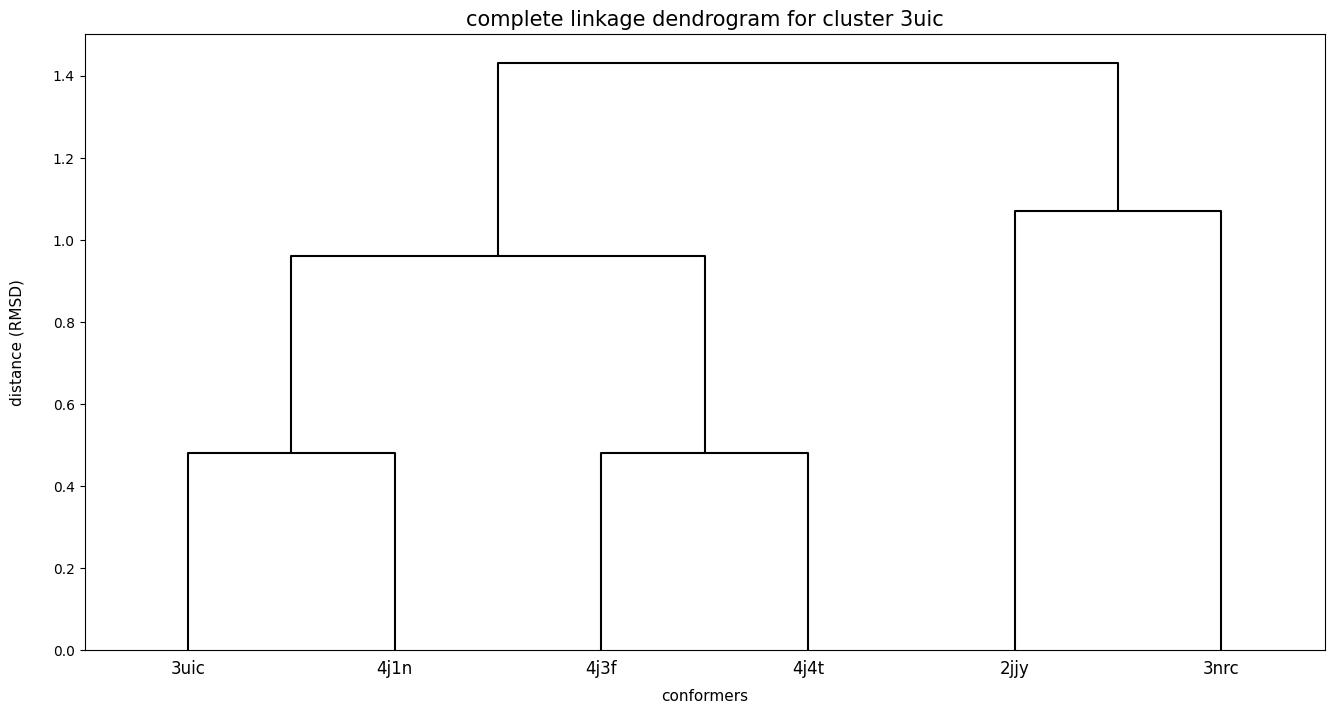 complete linkage dendrogram for cluster 3uic
1.4
1.2
1.0
0.8
0.6
0.4
0.2
0.0
distance (RMSD)
3uic 4j1n 4j3f 4j4t 2jjy 3nrc
conformers